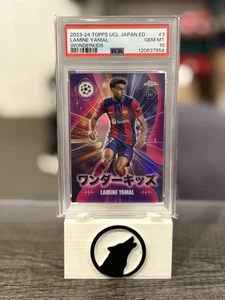 2023-24 TOPPS UCL JAPAN ED. #3
LAMINE YAMAL GEM MT
WONDERKIDS 10
PSA 120637954
ワンダーキッズ
LAMINE YAMAL